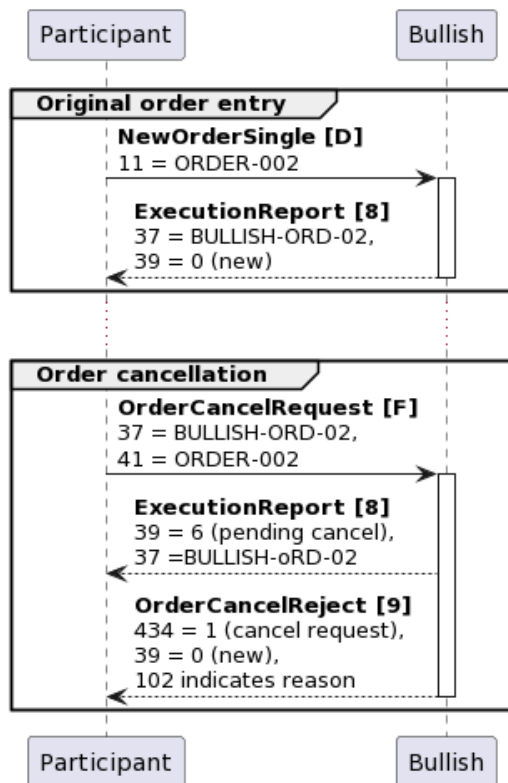 Participant
Bullish
Original order entry
NewOrderSingle [D]
11 = ORDER-002
ExecutionReport [8]
37 = BULLISH-ORD-02,
39 = 0 (new)
Order cancellation
OrderCancelRequest [F]
37 = BULLISH-ORD-02,
41 = ORDER-002
ExecutionReport [8]
39 = 6 (pending cancel),
37 =BULLISH-oRD-02
OrderCancelReject [9]
434 = 1 (cancel request),
39 = 0 (new),
102 indicates reason
Participant
Bullish